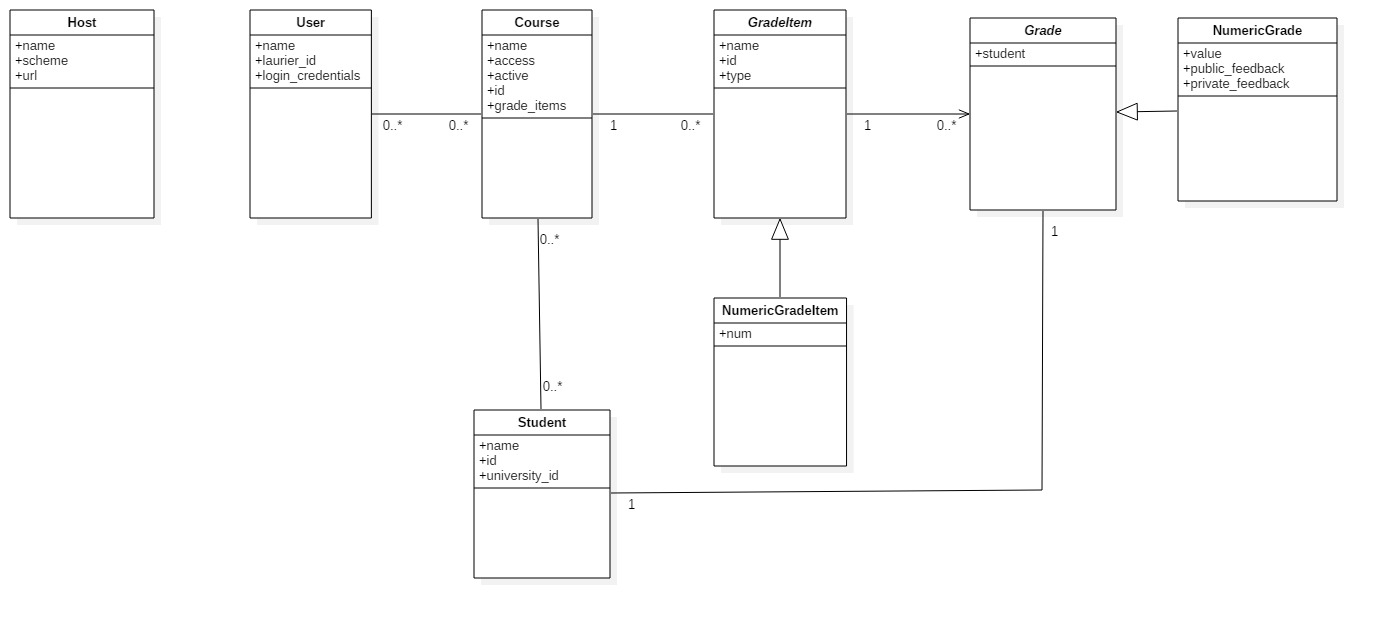 Host
+name
+scheme
+url
User
+name
+laurier_id
+login_credentials
0..*
0..*
Course
+name
+access
+active
+id
+grade_items
1
0..*
GradeItem
+name
+id
+type
1
0..*
Grade
+student
NumericGrade
+value
+public_feedback
+private_feedback
0..*
1
NumericGradeItem
+num
0..*
Student
+name
+id
+university_id
1